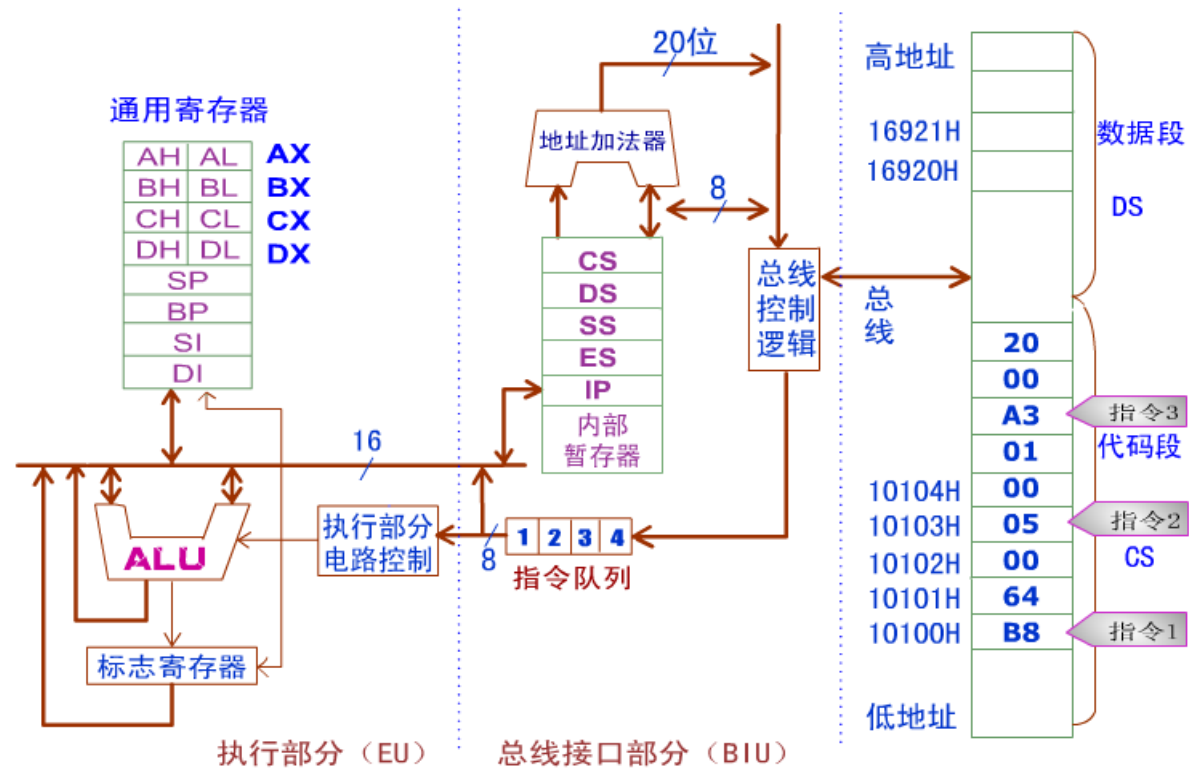 通用寄存器
AH AL AX
BH BL BX
CH CL CX
DH DL DX
SP
BP
SI
DI
16
ALU
执行部分
电路控制
标志寄存器
执行部分（EU）
20位
地址加法器
8
CS
DS
SS
ES
IP
内部
暂存器
总线
控制
逻辑
8
1 2 3 4
指令队列
总线接口部分（BIU）
总
线
高地址
16921H
16920H
数据段
DS
20
00
A3 指令3
01 代码段
10104H 00
10103H 05 指令2
10102H 00 CS
10101H 64
10100H B8 指令1
低地址